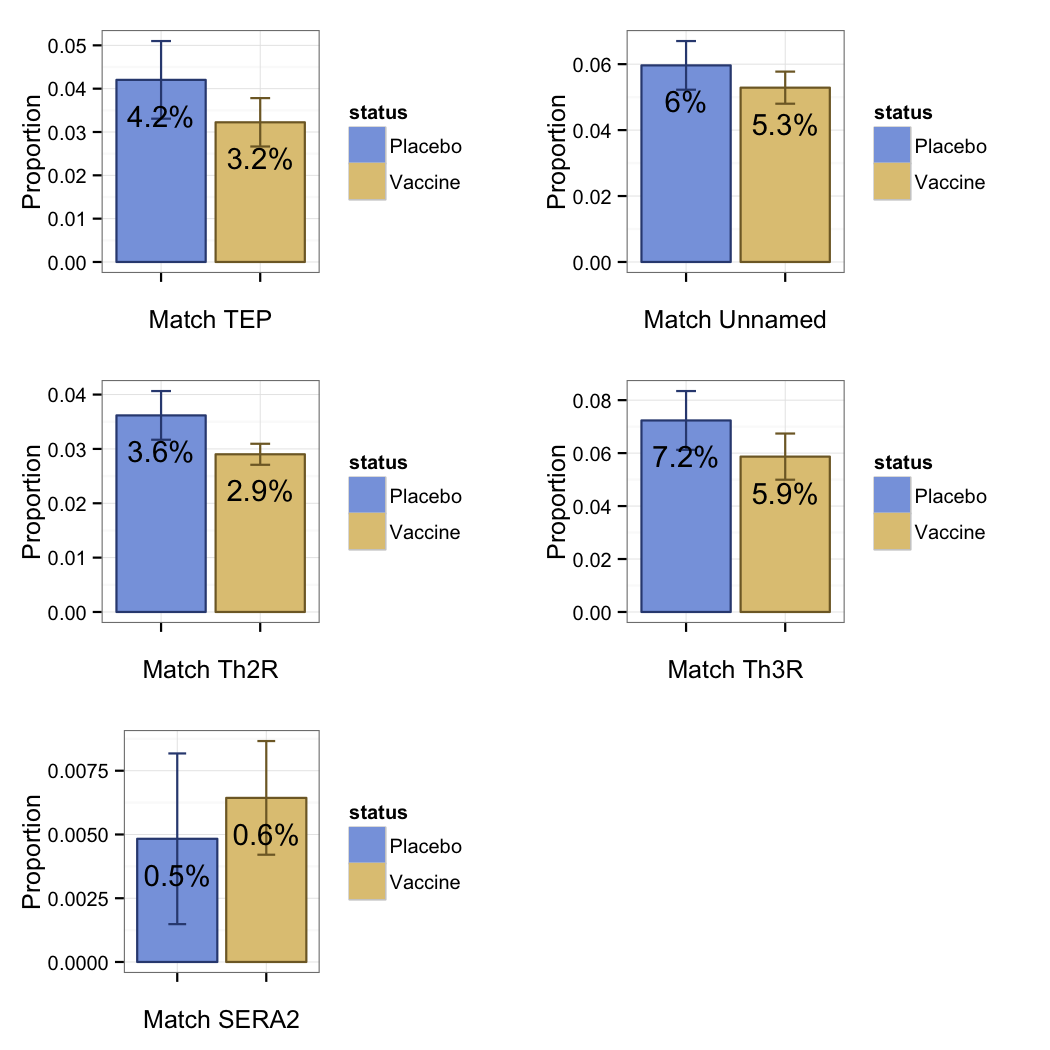 Proportion
0.05
0.04
0.03
0.02
0.01
0.00
4.2%
3.2%
Match TEP
status
Placebo
Vaccine
Proportion
0.06
0.04
0.02
0.00
6%
5.3%
Match Unnamed
status
Placebo
Vaccine
Proportion
0.04
0.03
0.02
0.01
0.00
3.6%
2.9%
Match Th2R
status
Placebo
Vaccine
Proportion
0.08
0.06
0.04
0.02
0.00
7.2%
5.9%
Match Th3R
status
Placebo
Vaccine
Proportion
0.0075
0.0050
0.0025
0.0000
0.5%
0.6%
Match SERA2
status
Placebo
Vaccine